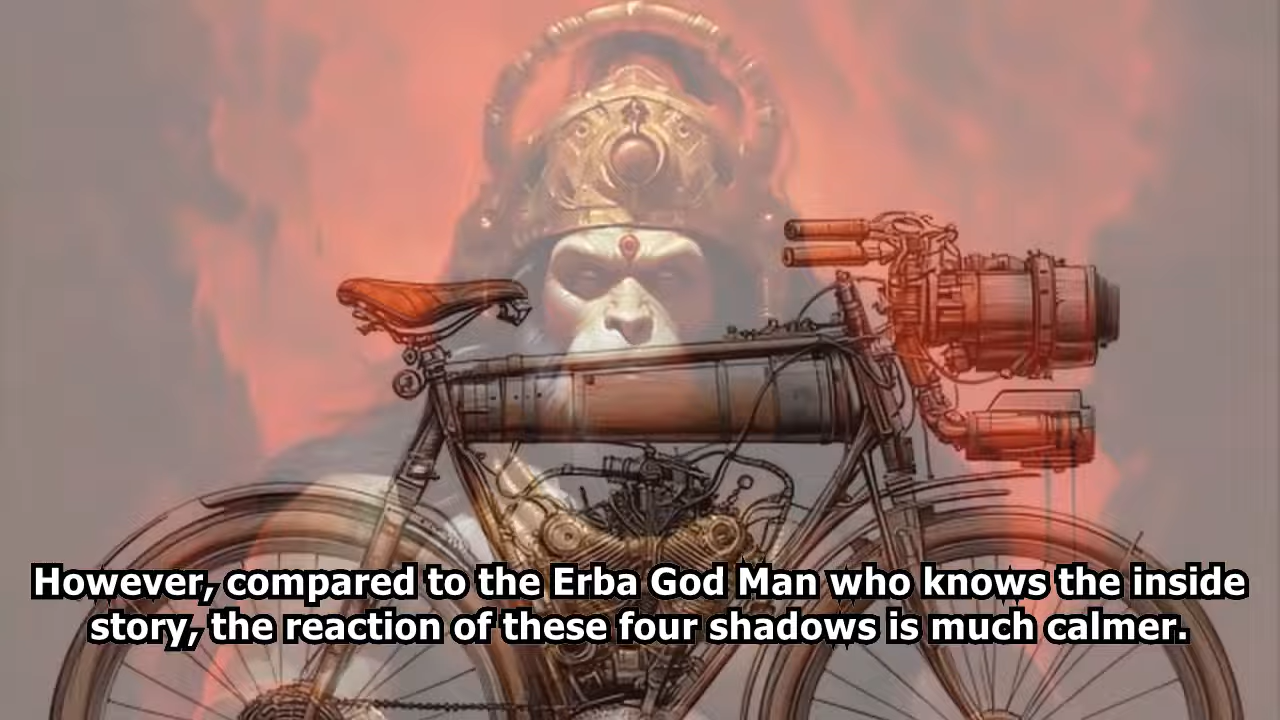 However, compared to the Erba God Man who knows the inside
story, the reaction of these four shadows is much calmer.